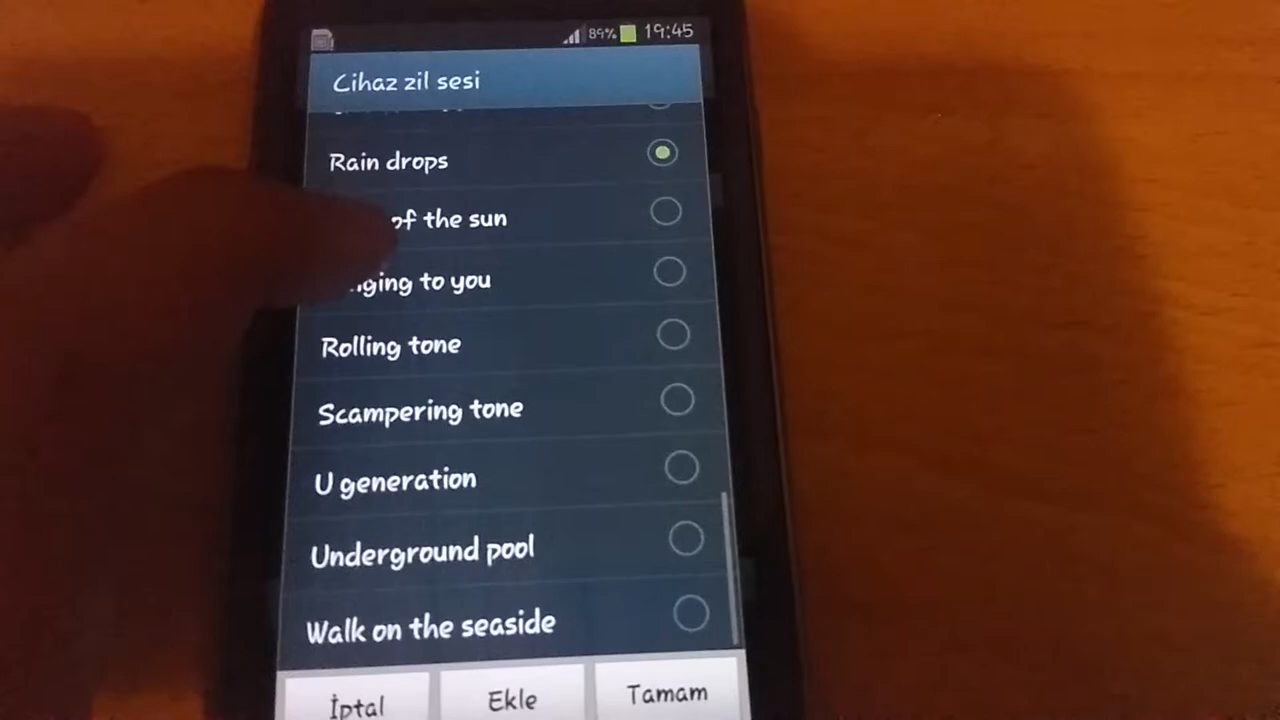 89% 19:45
Cihaz zil sesi
Rain drops
of the sun
to you
Rolling tone
Scampering tone
U generation
Underground pool
Walk on the seaside
İptal
Ekle
Tamam